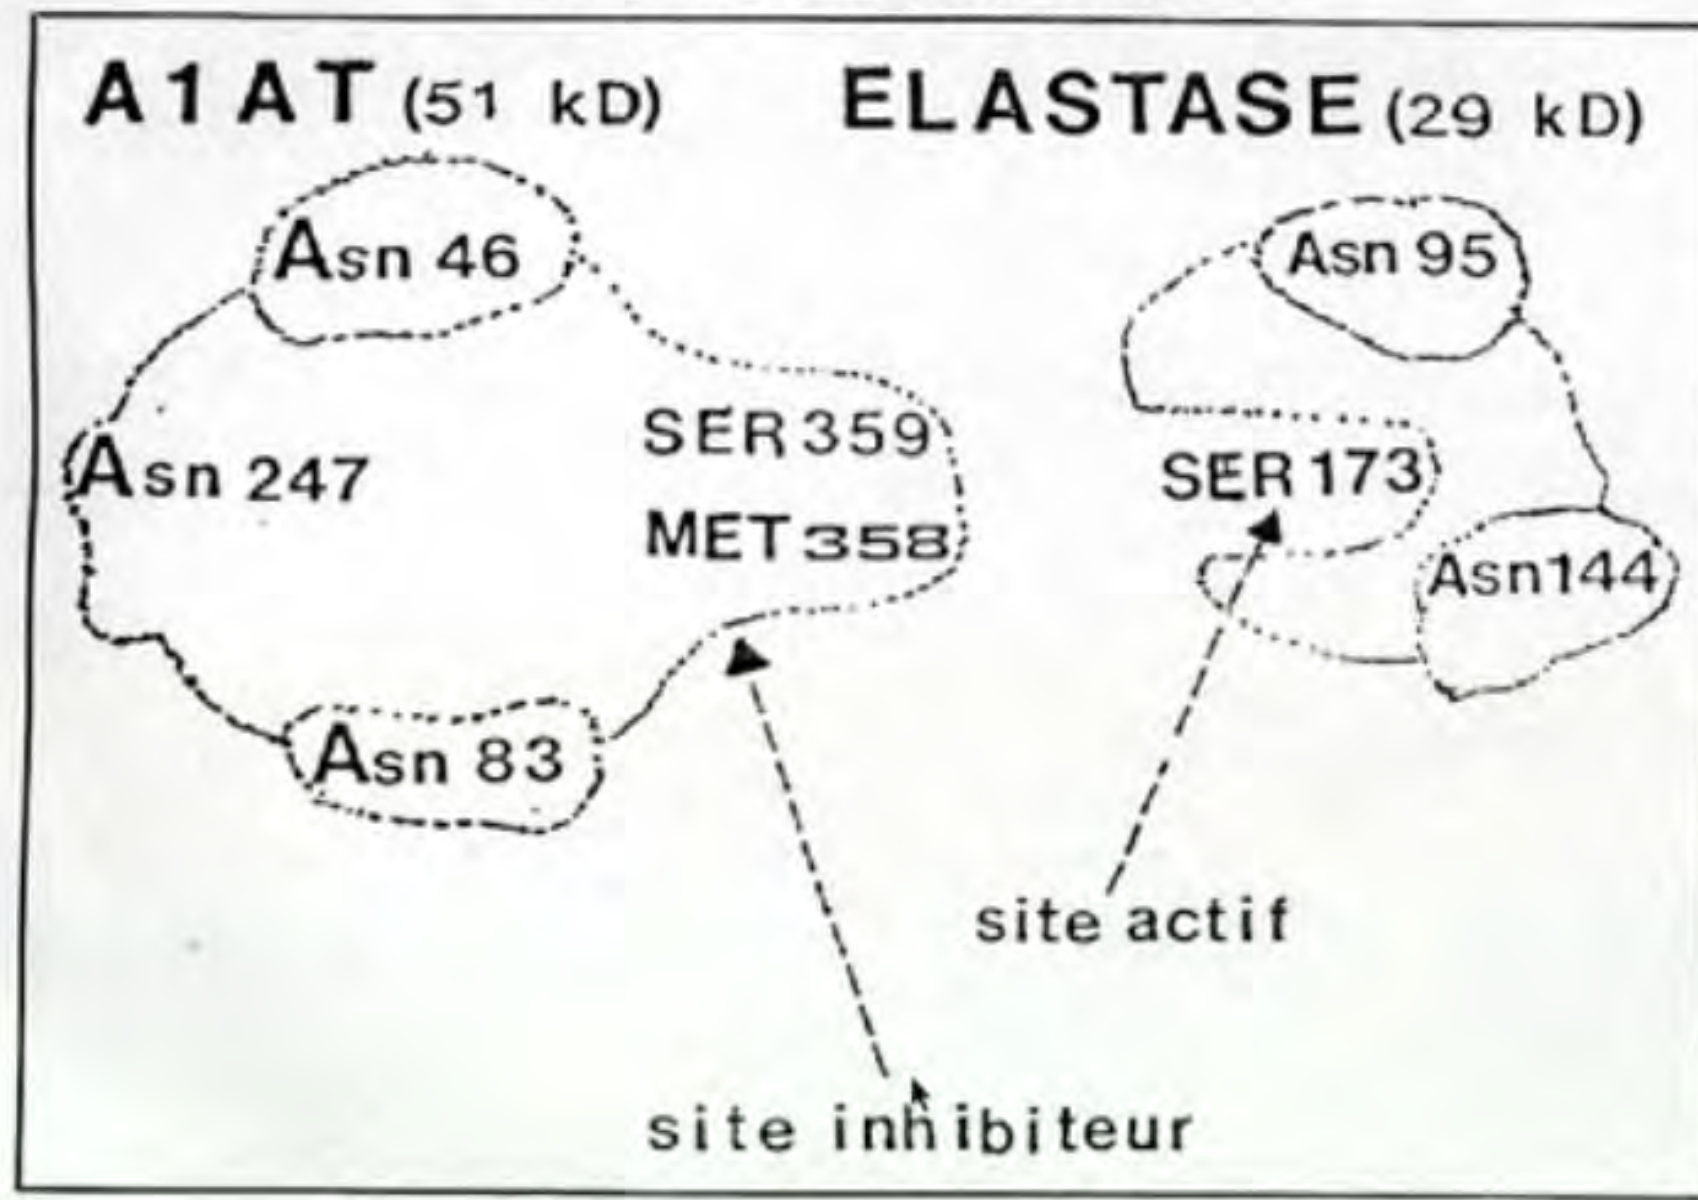 A1AT (51 kD)
ELASTASE (29 kD)
Asn 46
Asn 95
Asn 247
SER 359
MET 358
SER 173
Asn144
Asn 83
site actif
site inhibiteur